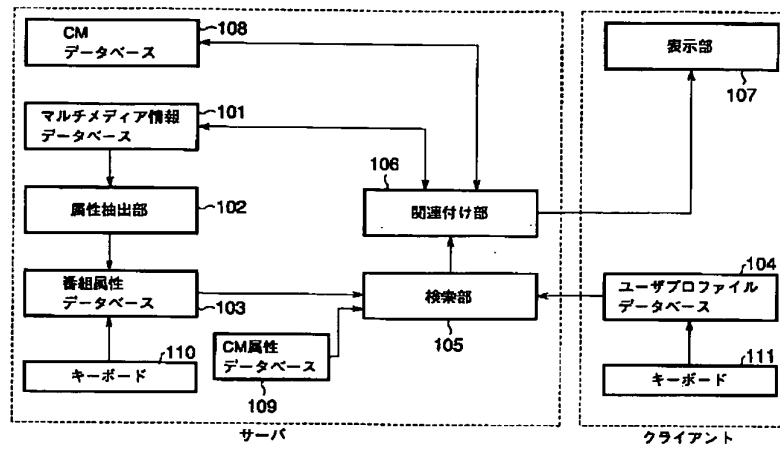 CM
データベース
108
マルチメディア情報
データベース
101
属性抽出部
102
番組属性
データベース
103
キーボード
110
CM属性
データベース
109
106
関連付け部
検索部
105
サーバ
表示部
107
104
ユーザプロファイル
データベース
111
キーボード
クライアント